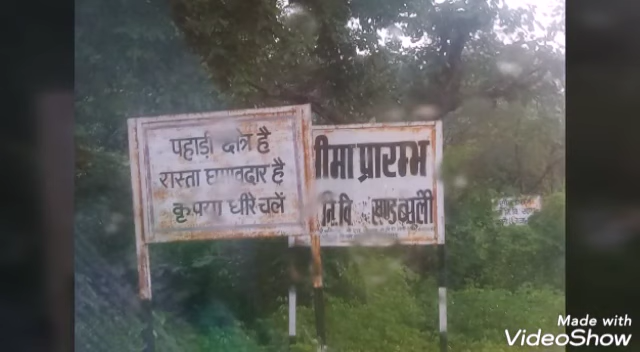 पहाड़ी क्षेत्र है
रास्ता घुमावदार है
कृपया धीरे चलें
सीमा प्रारम्भ
नि. वि.
Made with
VideoShow